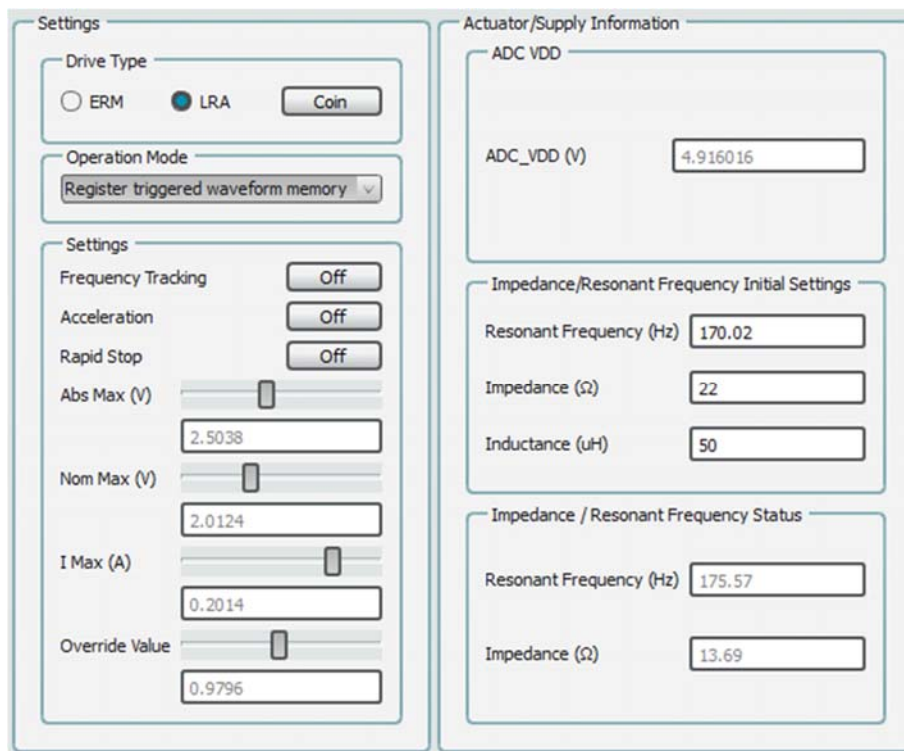 Settings
Drive Type
ERM
LRA
Coin
Operation Mode
Register triggered waveform memory
Settings
Frequency Tracking Off
Acceleration Off
Rapid Stop Off
Abs Max (V)
2.5038
Nom Max (V)
2.0124
I Max (A)
0.2014
Override Value
0.9796
Actuator/Supply Information
ADC VDD
ADC_VDD (V) 4.916016
Impedance/Resonant Frequency Initial Settings
Resonant Frequency (Hz) 170.02
Impedance (Ω) 22
Inductance (uH) 50
Impedance / Resonant Frequency Status
Resonant Frequency (Hz) 175.57
Impedance (Ω) 13.69